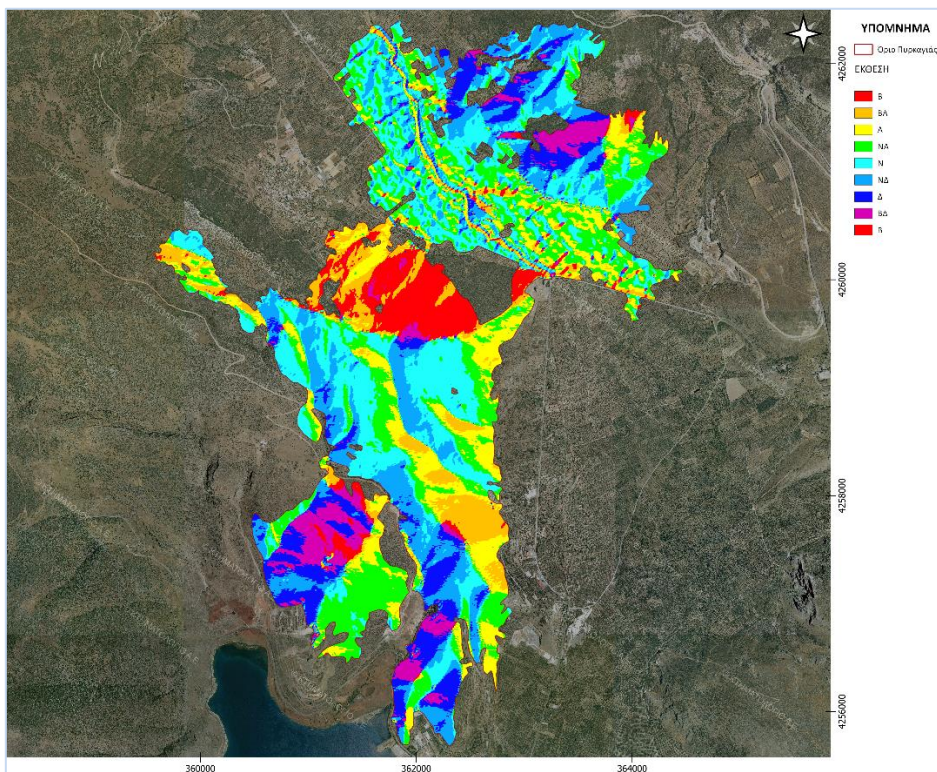 ΥΠΟΜΝΗΜΑ
Όριο Πυρκαγιάς
ΕΚΘΕΣΗ
Β
ΒΑ
Α
ΝΑ
Ν
ΝΔ
Δ
ΒΔ
Β
4262000
4260000
4258000
4256000
360000
362000
364000